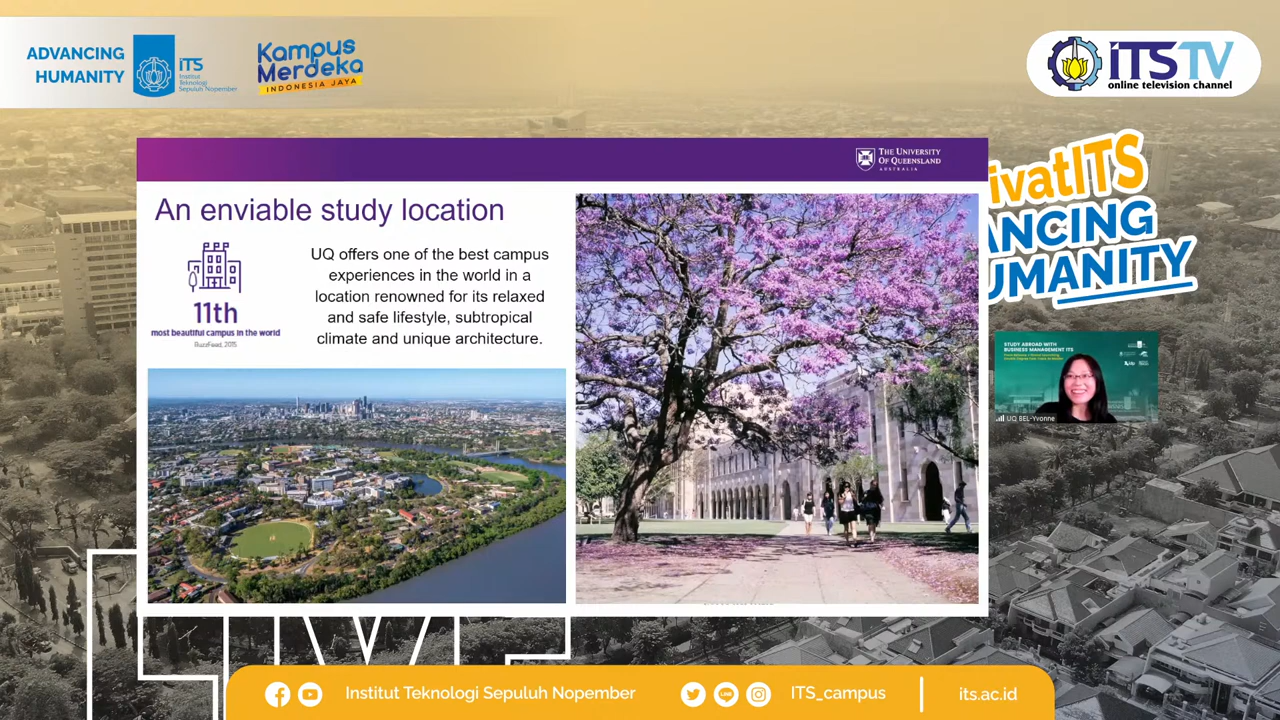 ADVANCING
HUMANITY
iTS
Institut
Teknologi
Sepuluh Nopember
Kampus
Merdeka
INDONESIA JAYA
iTSTV
online television channel
THE UNIVERSITY
OF QUEENSLAND
AUSTRALIA
An enviable study location
11th
most beautiful campus in the world
BuzzFeed, 2015
UQ offers one of the best campus
experiences in the world in a
location renowned for its relaxed
and safe lifestyle, subtropical
climate and unique architecture.
ivatITS
ANCING
UMANITY
STUDY ABROAD WITH
BUSINESS MANAGEMENT ITS
UQ BEL-Yvonne
LIVE
Institut Teknologi Sepuluh Nopember
ITS_campus
its.ac.id